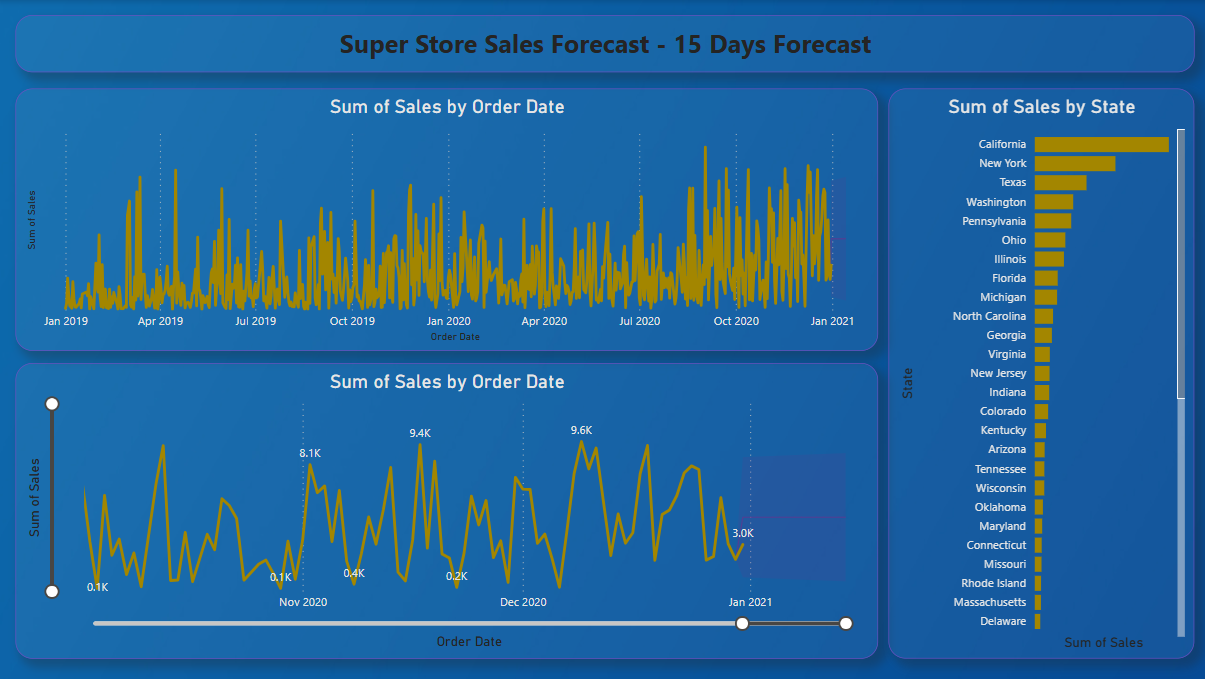 Super Store Sales Forecast - 15 Days Forecast
Sum of Sales by Order Date
Sum of Sales
Jan 2019 Apr 2019 Jul 2019 Oct 2019 Jan 2020 Apr 2020 Jul 2020 Oct 2020 Jan 2021
Order Date
Sum of Sales by Order Date
Sum of Sales
9.6K
9.4K
8.1K
3.0K
0.1K
0.4K
0.2K
0.1K
Nov 2020 Dec 2020 Jan 2021
Order Date
Sum of Sales by State
State
California
New York
Texas
Washington
Pennsylvania
Ohio
Illinois
Florida
Michigan
North Carolina
Georgia
Virginia
New Jersey
Indiana
Colorado
Kentucky
Arizona
Tennessee
Wisconsin
Oklahoma
Maryland
Connecticut
Missouri
Rhode Island
Massachusetts
Delaware
Sum of Sales